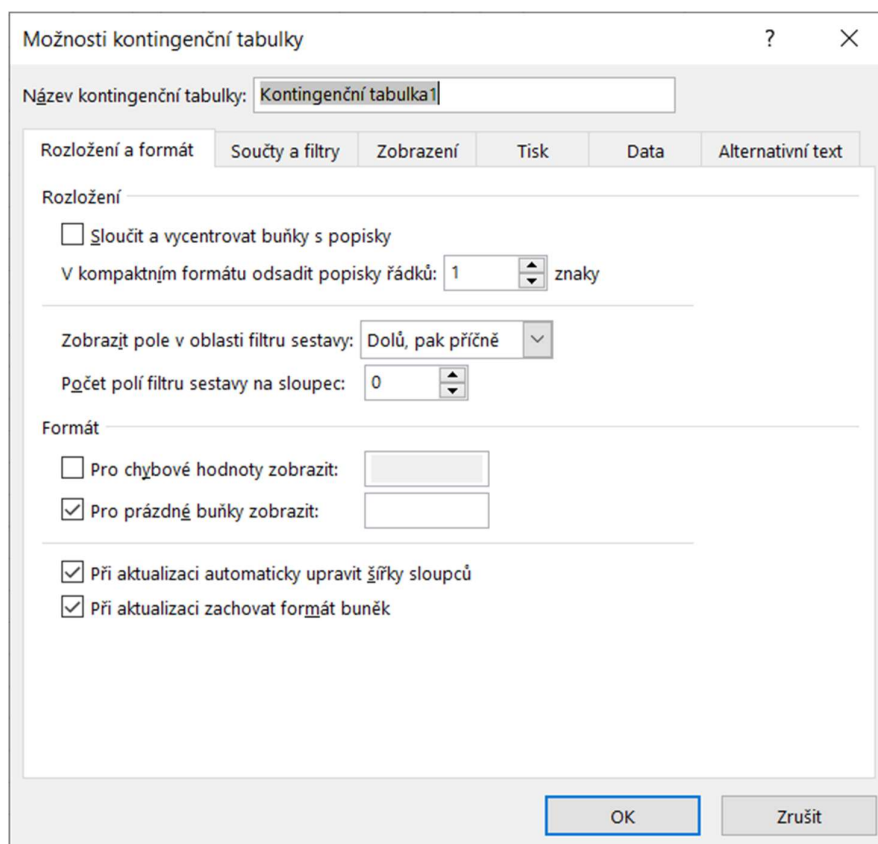 Možnosti kontingenční tabulky ?
Název kontingenční tabulky: Kontingenční tabulka1
Rozložení a formát Součty a filtry Zobrazení Tisk Data Alternativní text
Rozložení
Sloučit a vycentrovat buňky s popisky
V kompaktním formátu odsadit popisky řádků: 1 znaky
Zobrazit pole v oblasti filtru sestavy: Dolů, pak příčně
Počet polí filtru sestavy na sloupec: 0
Formát
Pro chybové hodnoty zobrazit:
Pro prázdné buňky zobrazit:
Při aktualizaci automaticky upravit šířky sloupců
Při aktualizaci zachovat formát buněk
OK Zrušit